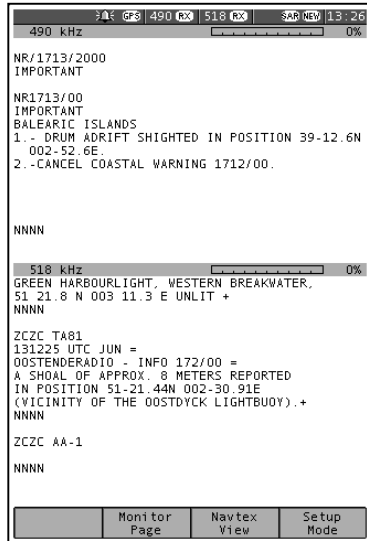 GPS 490 RX 518 RX SAR NEW 13:26
490 kHz 0%
NR/1713/2000
IMPORTANT
NR1713/00
IMPORTANT
BALEARIC ISLANDS
1.- DRUM ADRIFT SHIGHTED IN POSITION 39-12.6N
002-52.6E.
2.-CANCEL COASTAL WARNING 1712/00.
NNNN
518 kHz 0%
GREEN HARBOURLIGHT, WESTERN BREAKWATER,
51 21.8 N 003 11.3 E UNLIT +
NNNN
ZCZC TA81
131225 UTC JUN =
OOSTENDERADIO - INFO 172/00 =
A SHOAL OF APPROX. 8 METERS REPORTED
IN POSITION 51-21.44N 002-30.91E
(VICINITY OF THE OOSTDYCK LIGHTBUOY).+
NNNN
ZCZC AA-1
NNNN
Monitor Page Navtex View Setup Mode